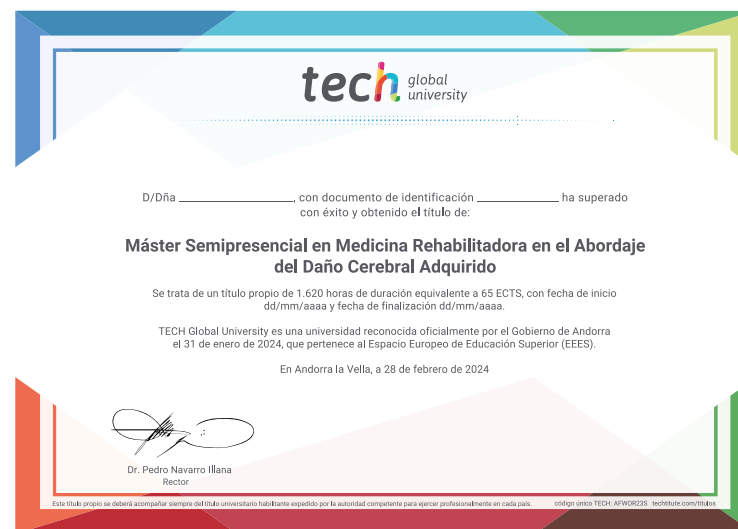 tech global university
D/Dña ____________________, con documento de identificación ______________ ha superado
con éxito y obtenido el título de:
Máster Semipresencial en Medicina Rehabilitadora en el Abordaje
del Daño Cerebral Adquirido
Se trata de un título propio de 1.620 horas de duración equivalente a 65 ECTS, con fecha de inicio
dd/mm/aaaa y fecha de finalización dd/mm/aaaa.
TECH Global University es una universidad reconocida oficialmente por el Gobierno de Andorra
el 31 de enero de 2024, que pertenece al Espacio Europeo de Educación Superior (EEES).
En Andorra la Vella, a 28 de febrero de 2024
Dr. Pedro Navarro Illana
Rector
Este título propio se deberá acompañar siempre del título universitario habilitante expedido por la autoridad competente para ejercer profesionalmente en cada país. código único TECH: AFWOR23S techtitute.com/titulos